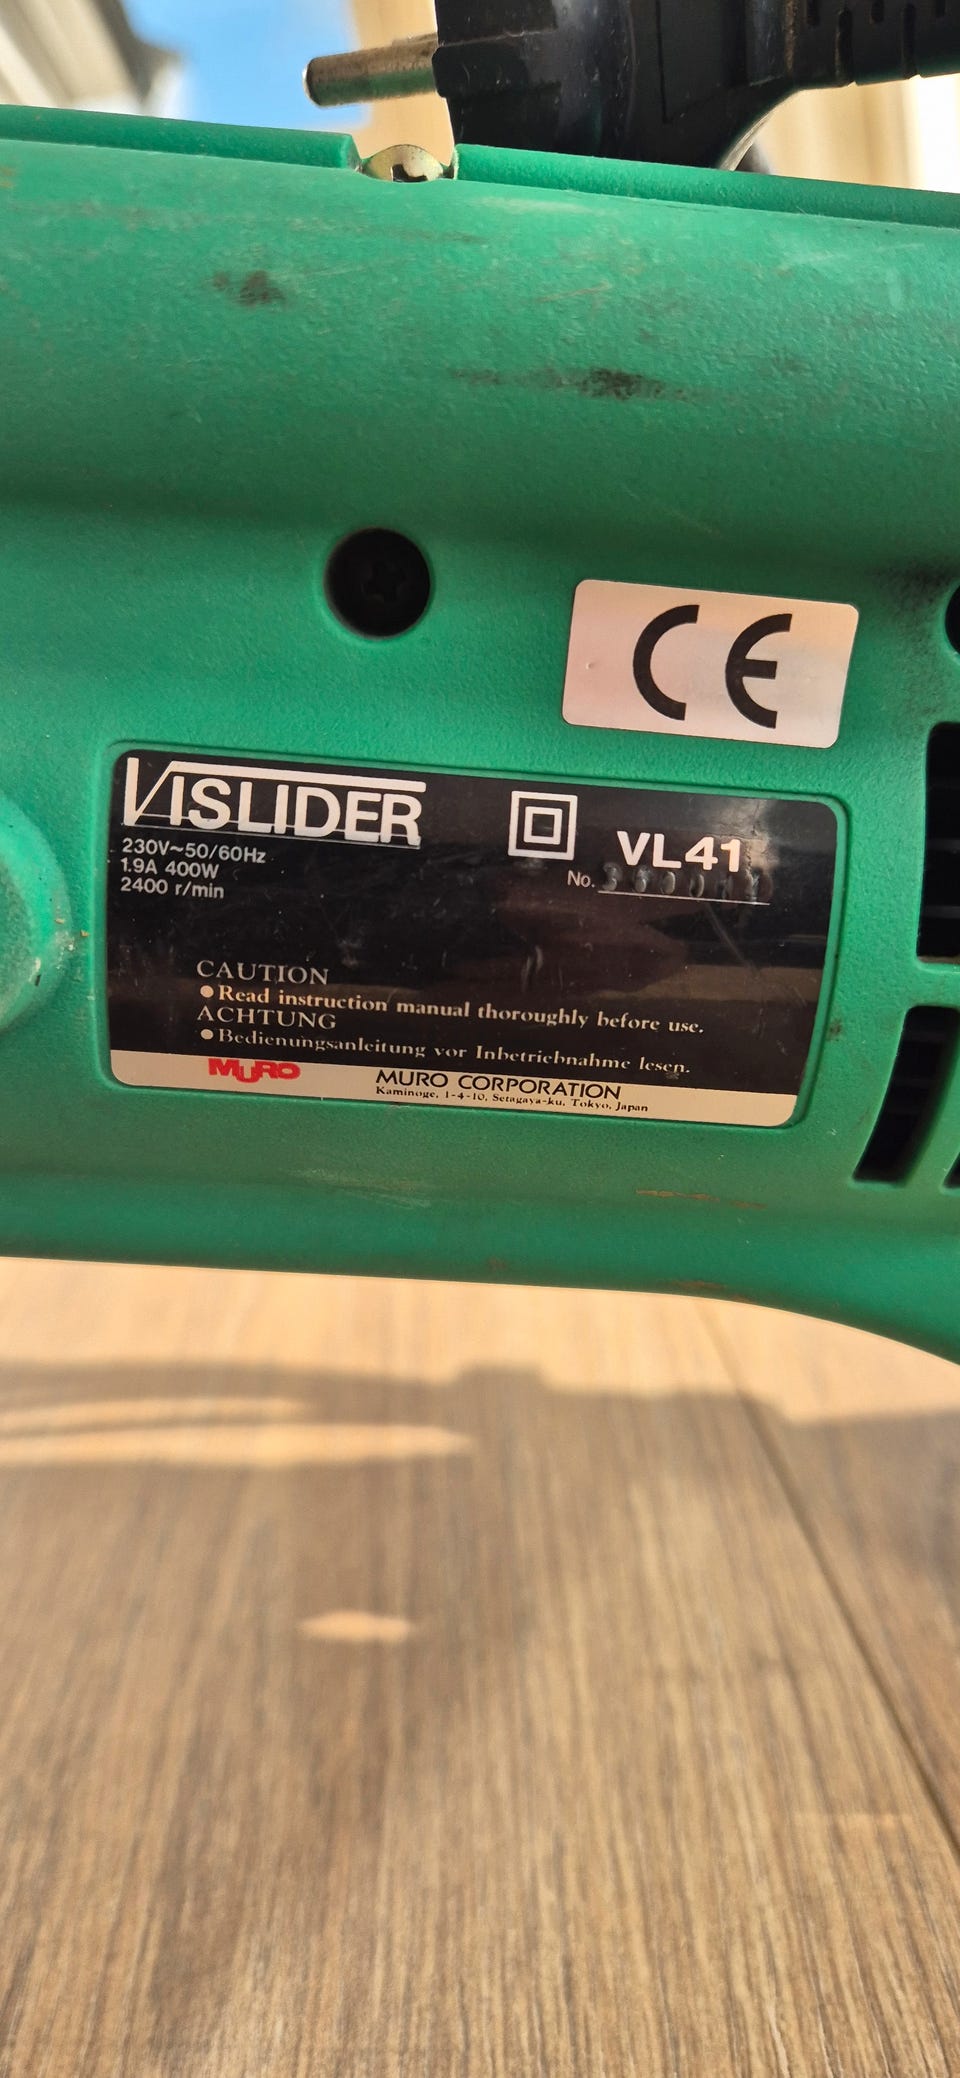 CE
VISLIDER
230V~50/60Hz
1.9A 400W
2400 r/min
VL41
No.
CAUTION
●Read instruction manual thoroughly before use.
ACHTUNG
●Bedienungsanleitung vor Inbetriebnahme lesen.
MURO
MURO CORPORATION
Kaminoge, 1-4-10, Setagaya-ku, Tokyo, Japan